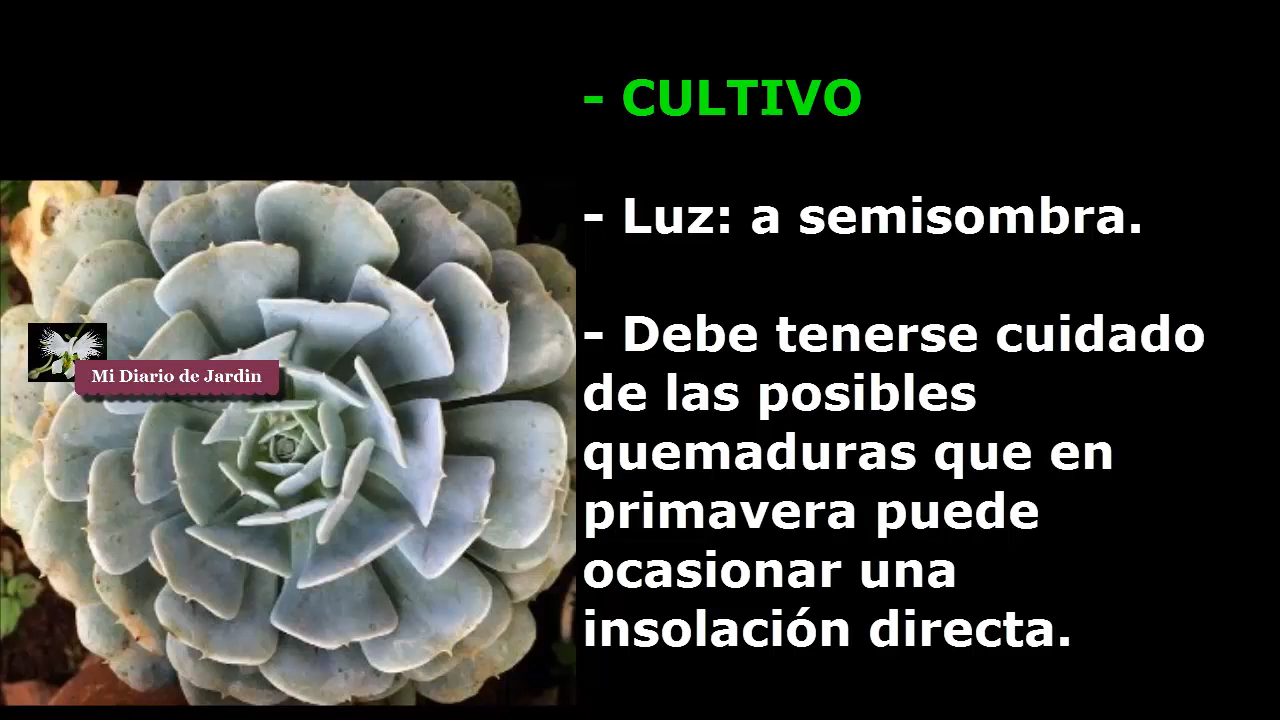 - CULTIVO
- Luz: a semisombra.
- Debe tenerse cuidado
de las posibles
quemaduras que en
primavera puede
ocasionar una
insolación directa.
Mi Diario de Jardin